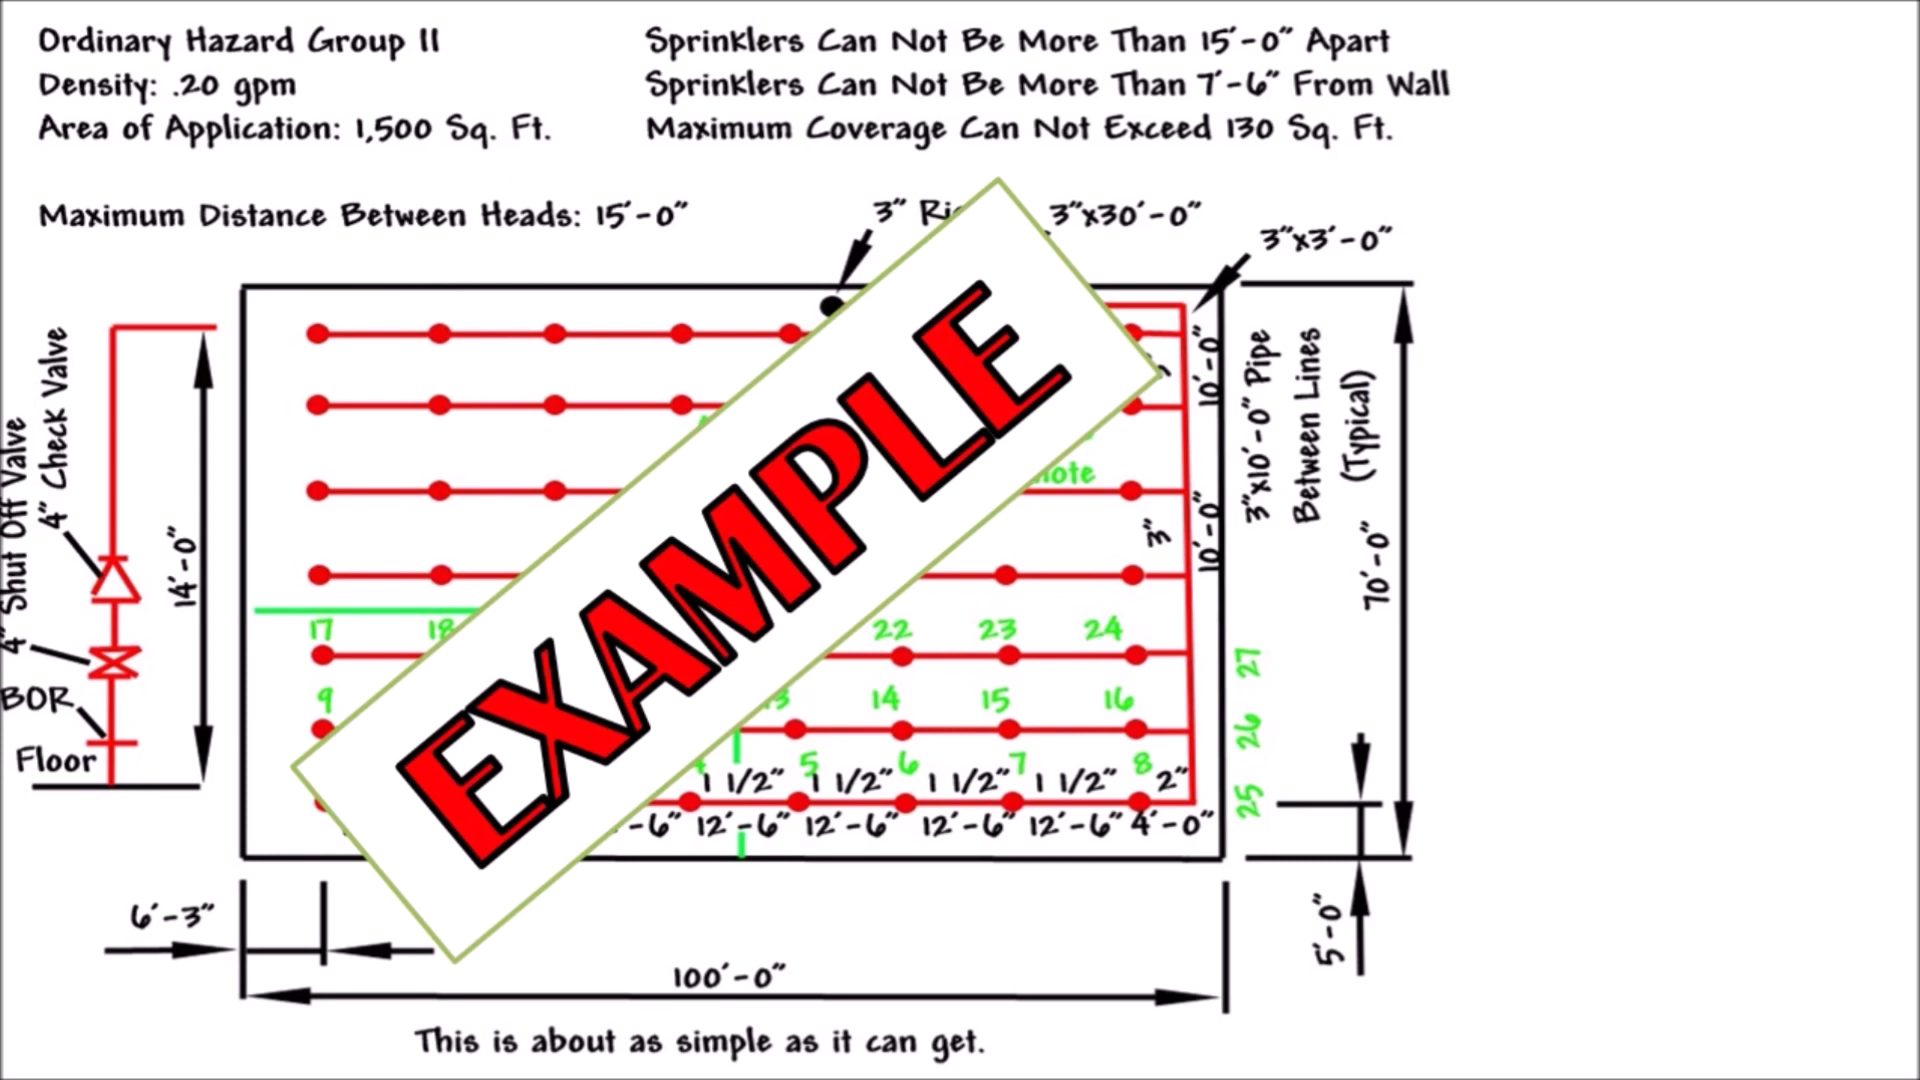 Ordinary Hazard Group II
Density: .20 gpm
Area of Application: 1,500 Sq. Ft.
Sprinklers Can Not Be More Than 15'-0" Apart
Sprinklers Can Not Be More Than 7'-6" From Wall
Maximum Coverage Can Not Exceed 130 Sq. Ft.
Maximum Distance Between Heads: 15'-0"
3"
3"x30'-0"
3"x3'-0"
4" Shut Off Valve
4" Check Valve
14'-0"
BOR
Floor
EXAMPLE
10'-0"
3"
10'-0"
3"x10'-0" Pipe
Between Lines
(Typical)
70'-0"
17 18 22 23 24
27
9 14 15 16
26
5 6 7 8
25
1 1/2" 1 1/2" 1 1/2" 1 1/2" 2"
12'-6" 12'-6" 12'-6" 12'-6" 4'-0"
6'-3"
5'-0"
100'-0"
This is about as simple as it can get.